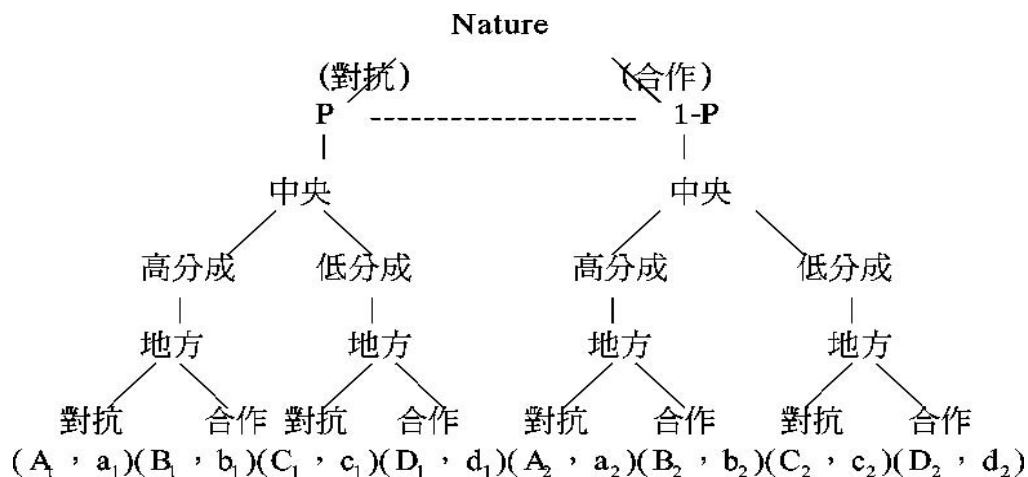 Nature
(對抗) (合作)
P -------------------- 1-P
中央 中央
高分成 低分成 高分成 低分成
地方 地方 地方 地方
對抗 合作 對抗 合作 對抗 合作 對抗 合作
(A₁，a₁)(B₁，b₁)(C₁，c₁)(D₁，d₁)(A₂，a₂)(B₂，b₂)(C₂，c₂)(D₂，d₂)